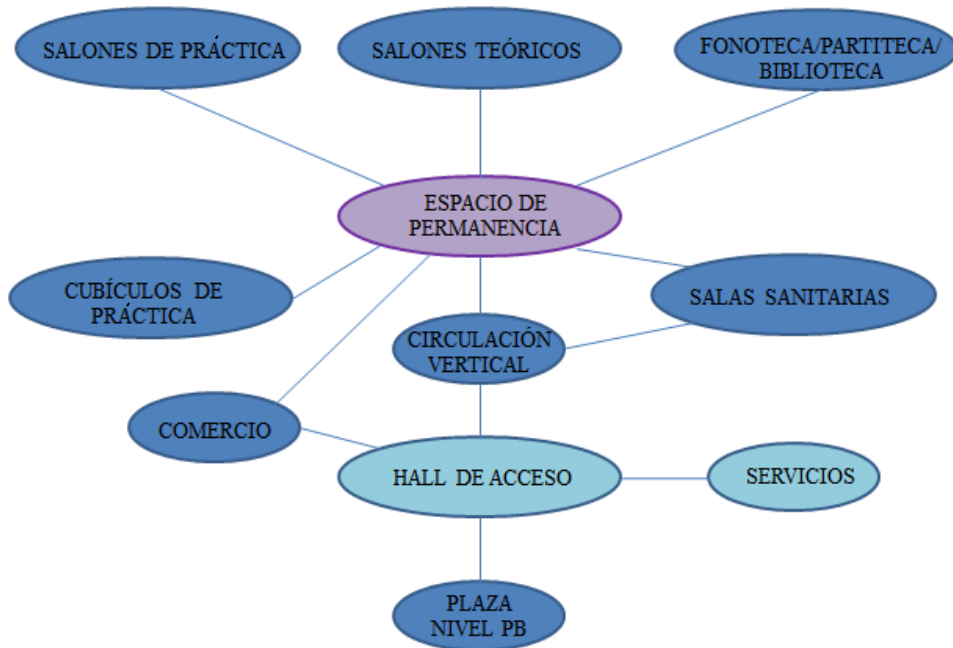 SALONES DE PRÁCTICA
SALONES TEÓRICOS
FONOTECA/PARTITECA/
BIBLIOTECA
ESPACIO DE
PERMANENCIA
CUBÍCULOS DE
PRÁCTICA
SALAS SANITARIAS
CIRCULACIÓN
VERTICAL
COMERCIO
HALL DE ACCESO
SERVICIOS
PLAZA
NIVEL PB